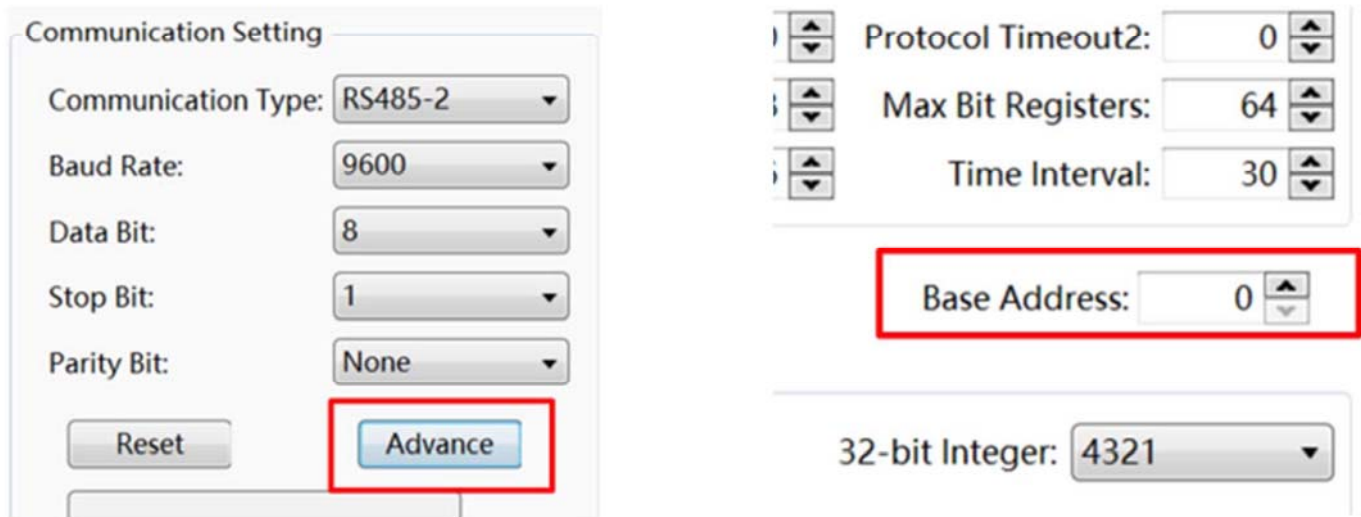 Communication Setting
Communication Type: RS485-2
Baud Rate: 9600
Data Bit: 8
Stop Bit: 1
Parity Bit: None
Reset Advance
Protocol Timeout2: 0
Max Bit Registers: 64
Time Interval: 30
Base Address: 0
32-bit Integer: 4321